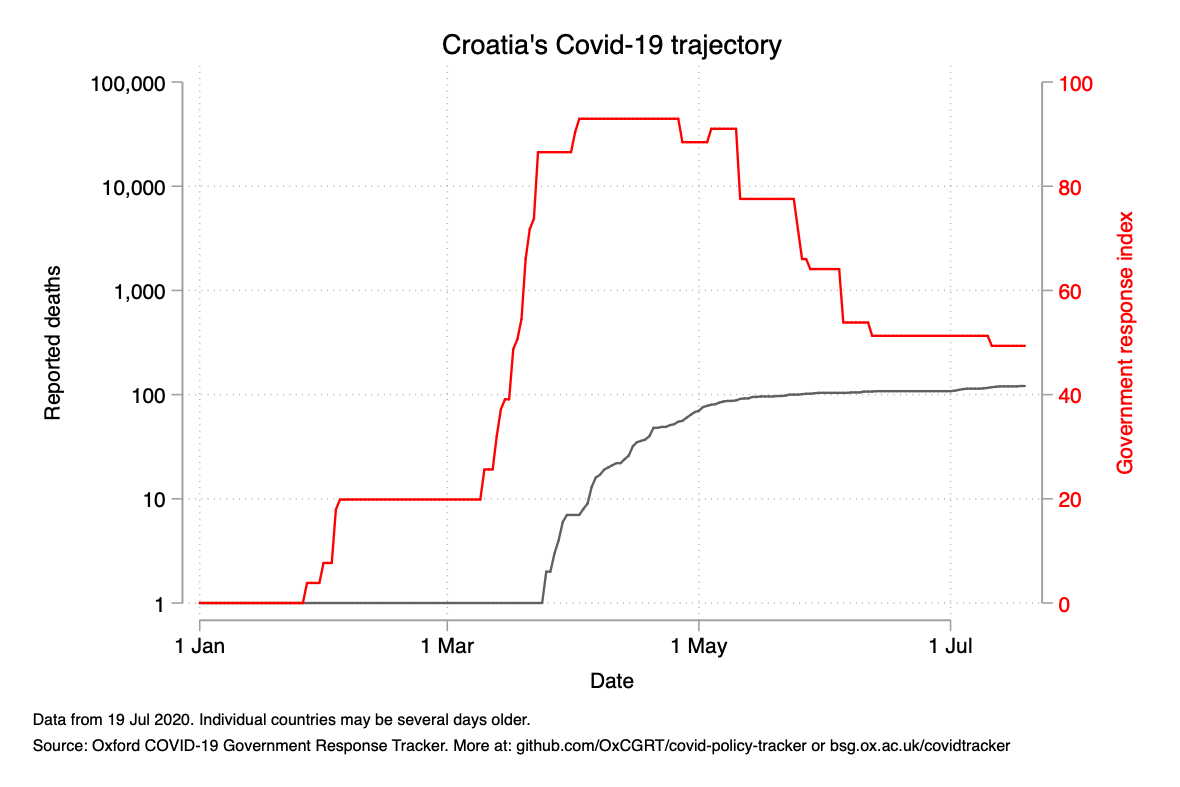 Croatia's Covid-19 trajectory
100,000
10,000
1,000
100
10
1
Reported deaths
100
80
60
40
20
0
Government response index
1 Jan
1 Mar
1 May
1 Jul
Date
Data from 19 Jul 2020. Individual countries may be several days older.
Source: Oxford COVID-19 Government Response Tracker. More at: github.com/OxCGRT/covid-policy-tracker or bsg.ox.ac.uk/covidtracker